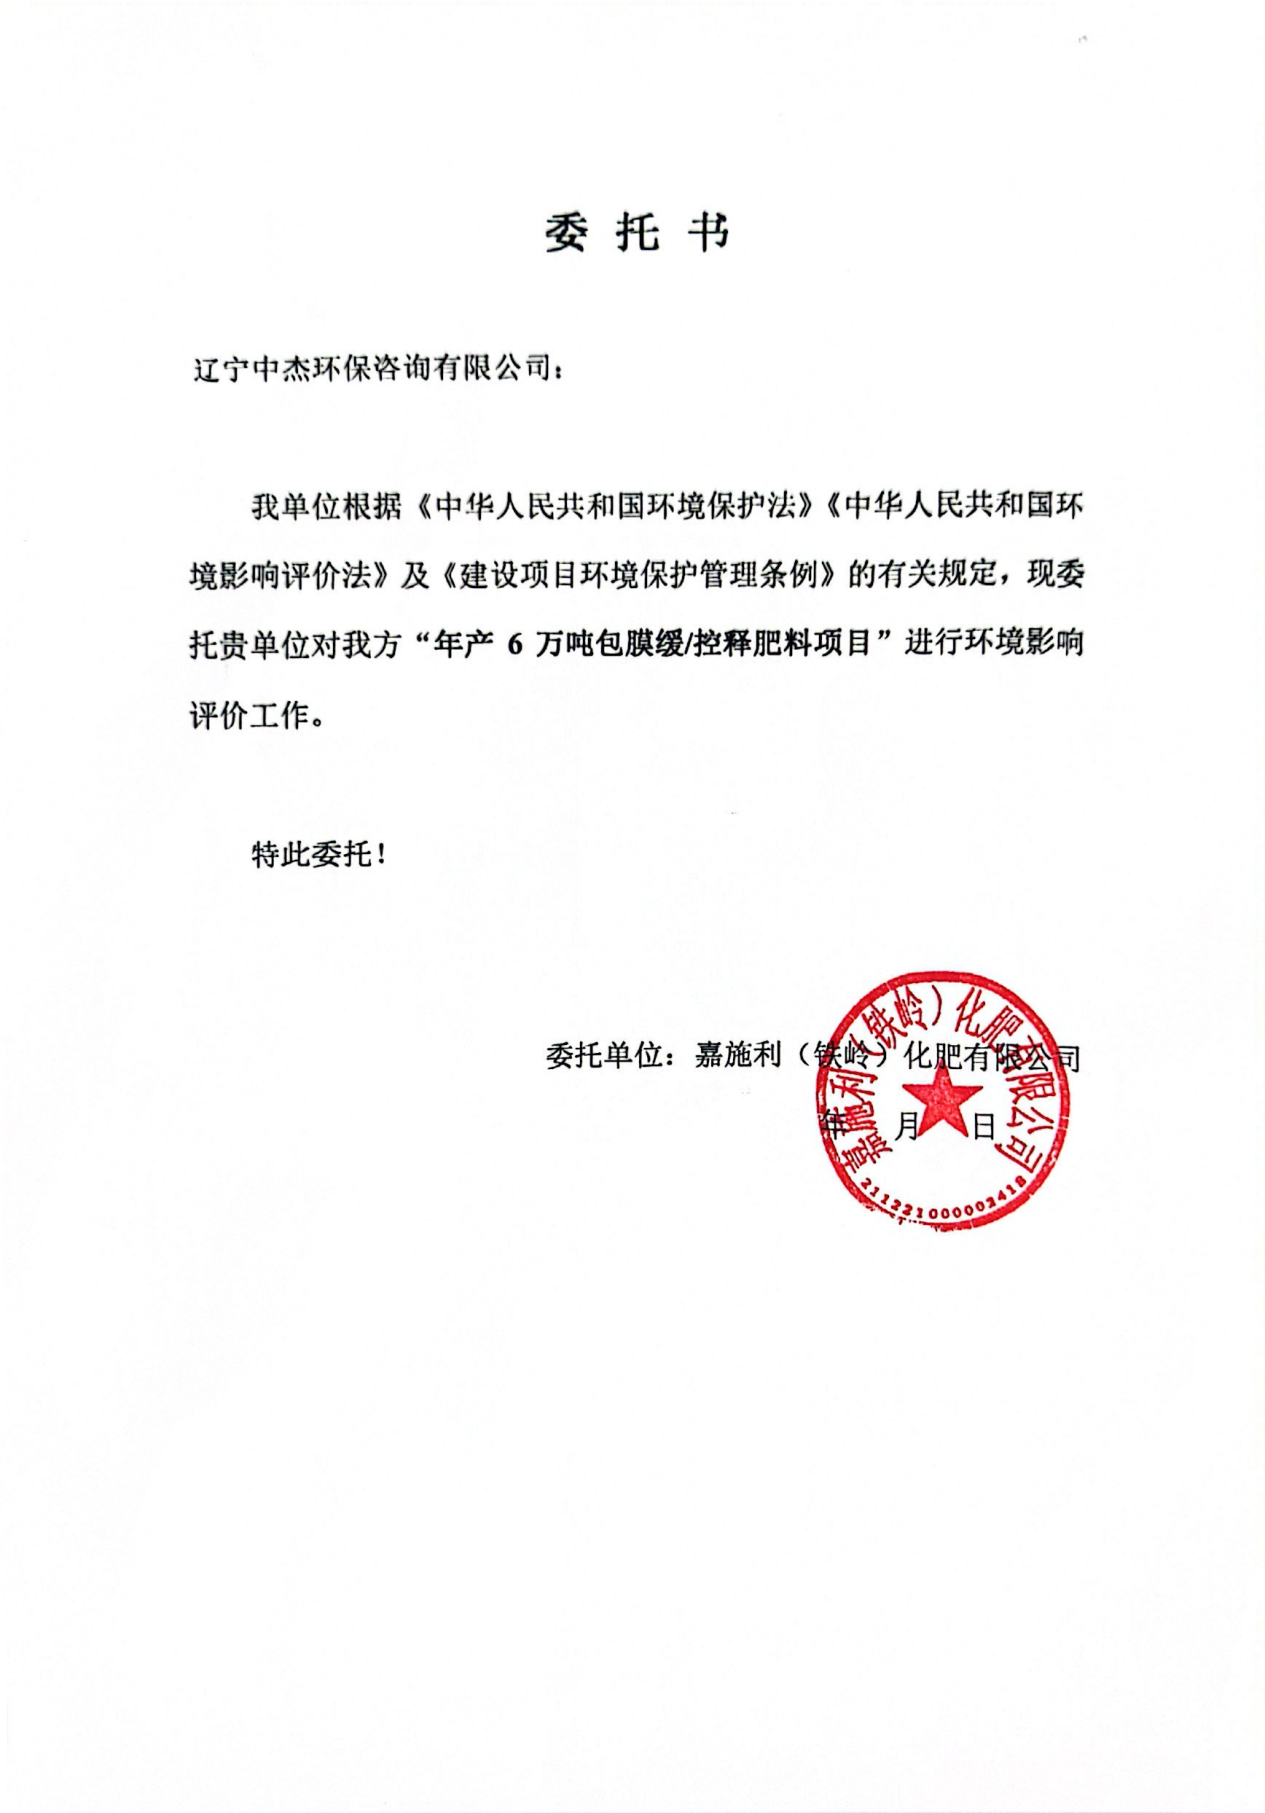 委托书
辽宁中杰环保咨询有限公司：
我单位根据《中华人民共和国环境保护法》《中华人民共和国环
境影响评价法》及《建设项目环境保护管理条例》的有关规定，现委
托贵单位对我方“年产 6 万吨包膜缓/控释肥料项目”进行环境影响
评价工作。
特此委托！
委托单位：嘉施利（铁岭）化肥有限公司
年 月 日
嘉施利（铁岭）化肥有限公司
211221000002418